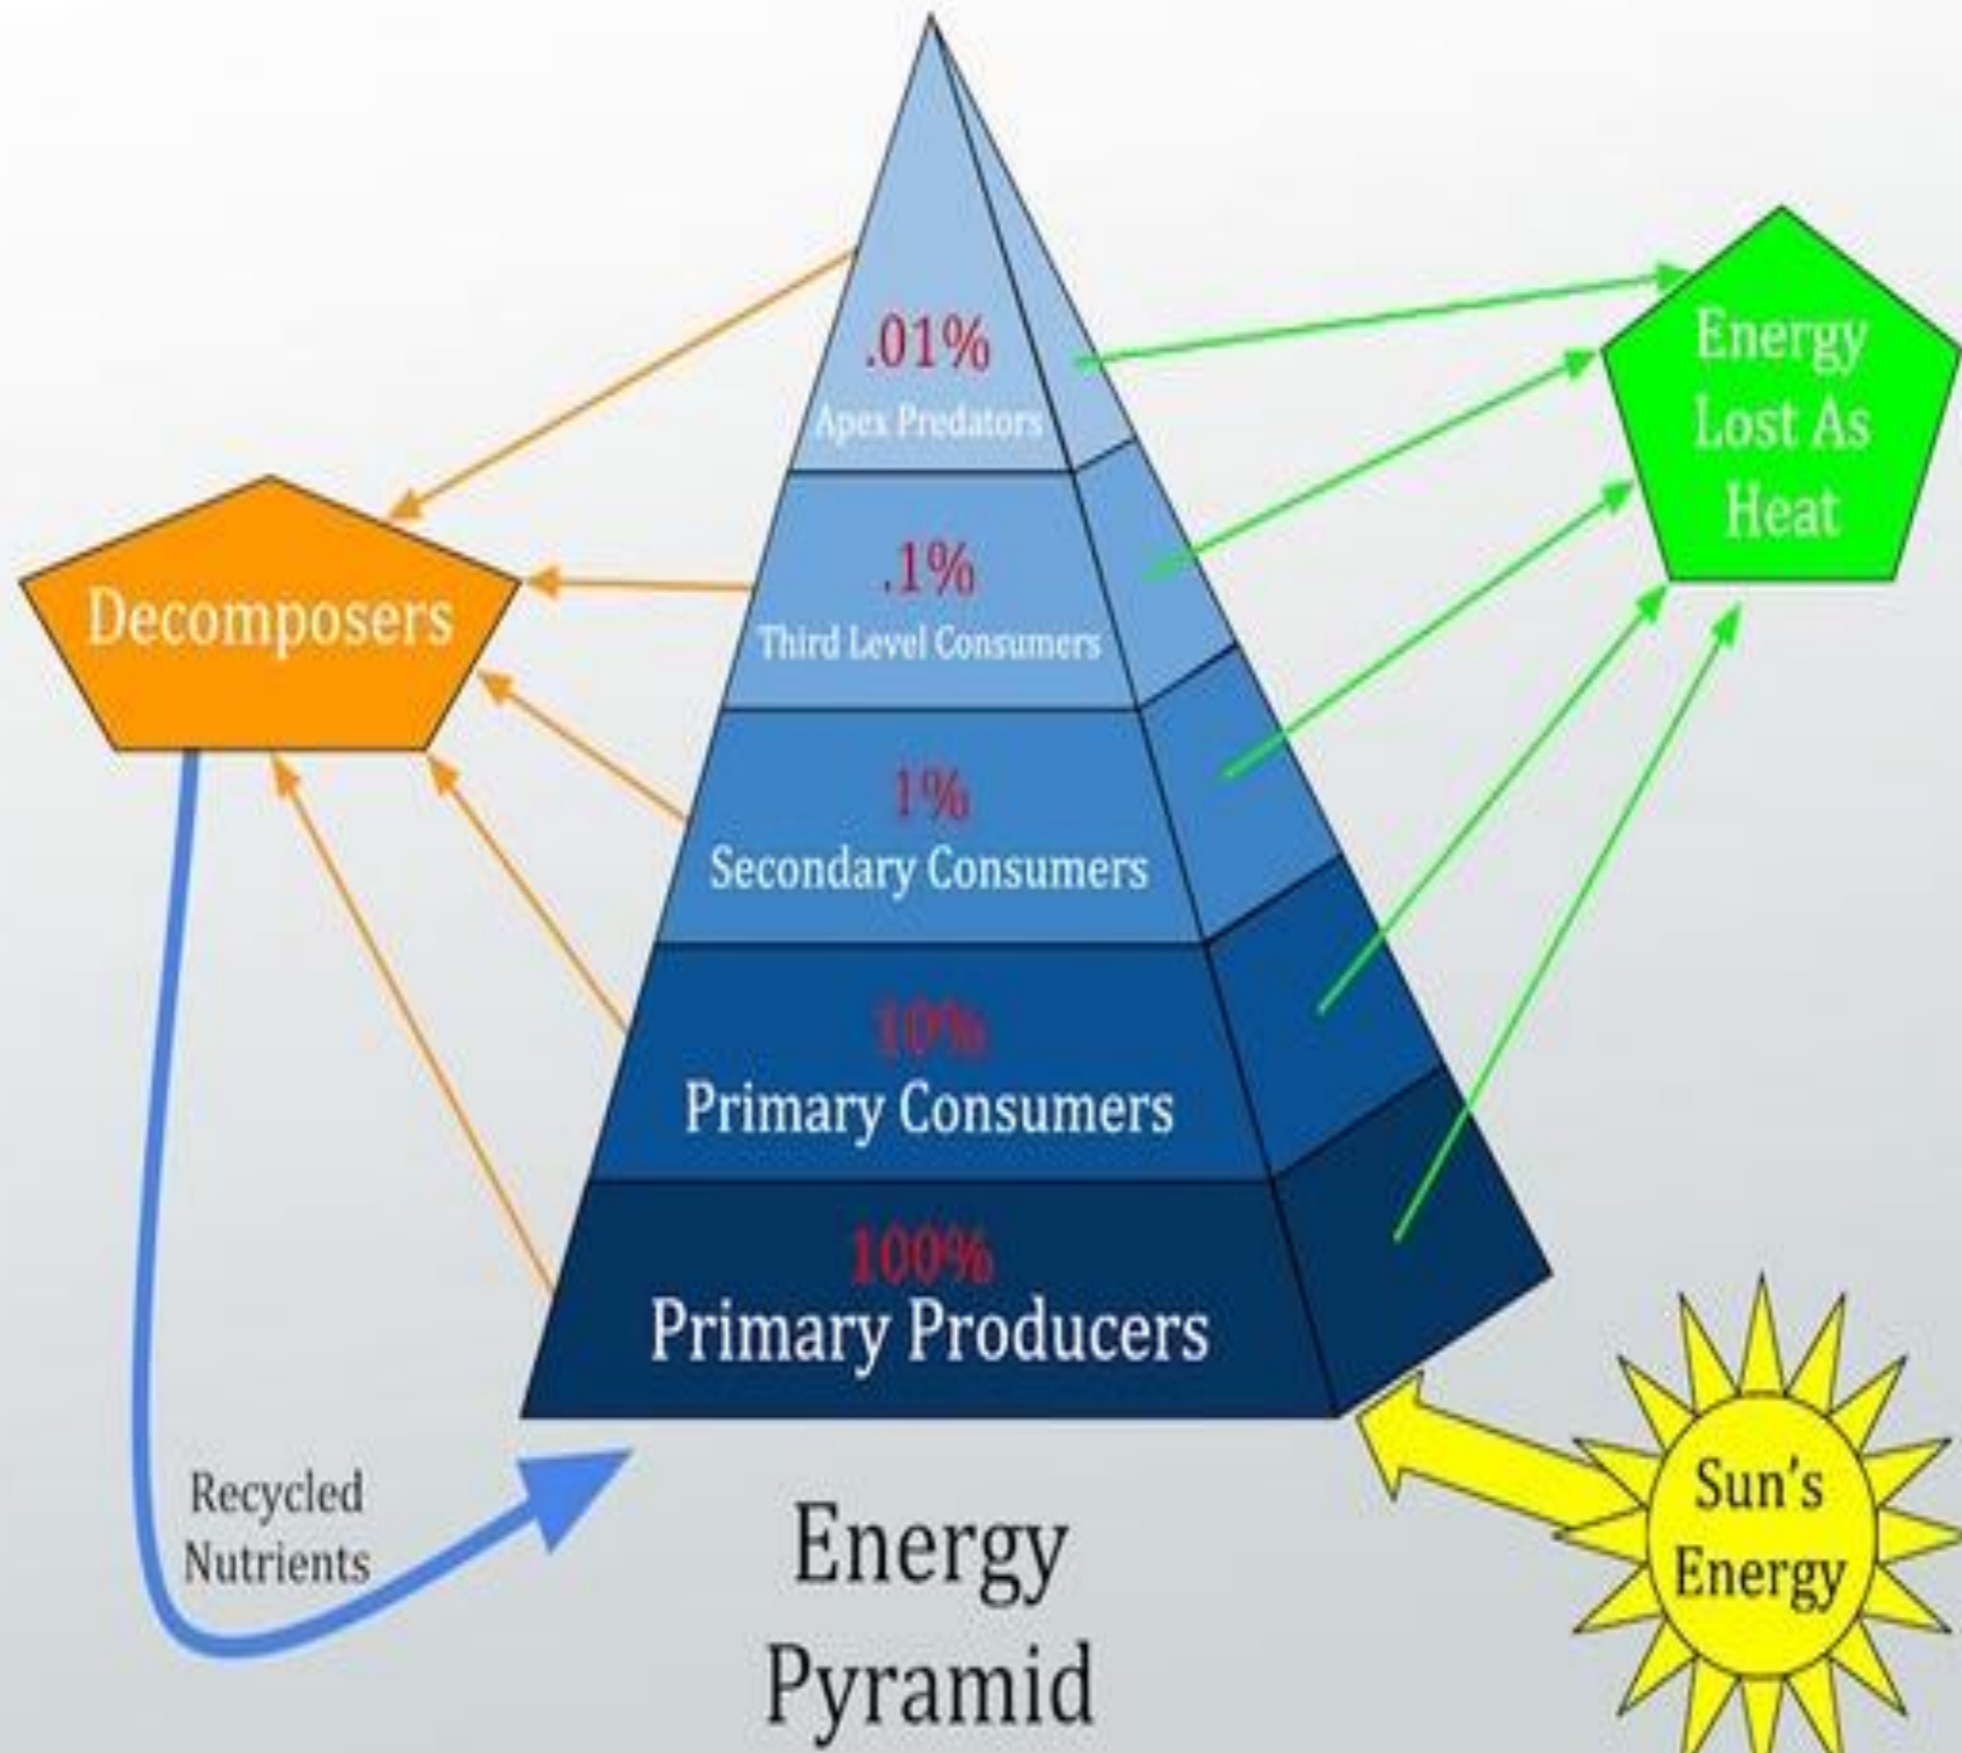 .01%
Apex Predators
.1%
Third Level Consumers
1%
Secondary Consumers
10%
Primary Consumers
100%
Primary Producers
Decomposers
Energy
Lost As
Heat
Recycled
Nutrients
Sun's
Energy
Energy
Pyramid